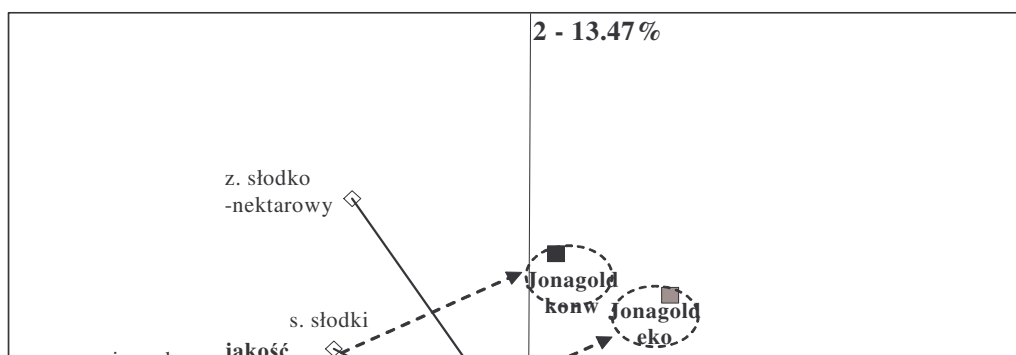 2 - 13.47%
z. słodko
-nektarowy
Jonagold
konw
Jonagold
eko
s. słodki
jakość